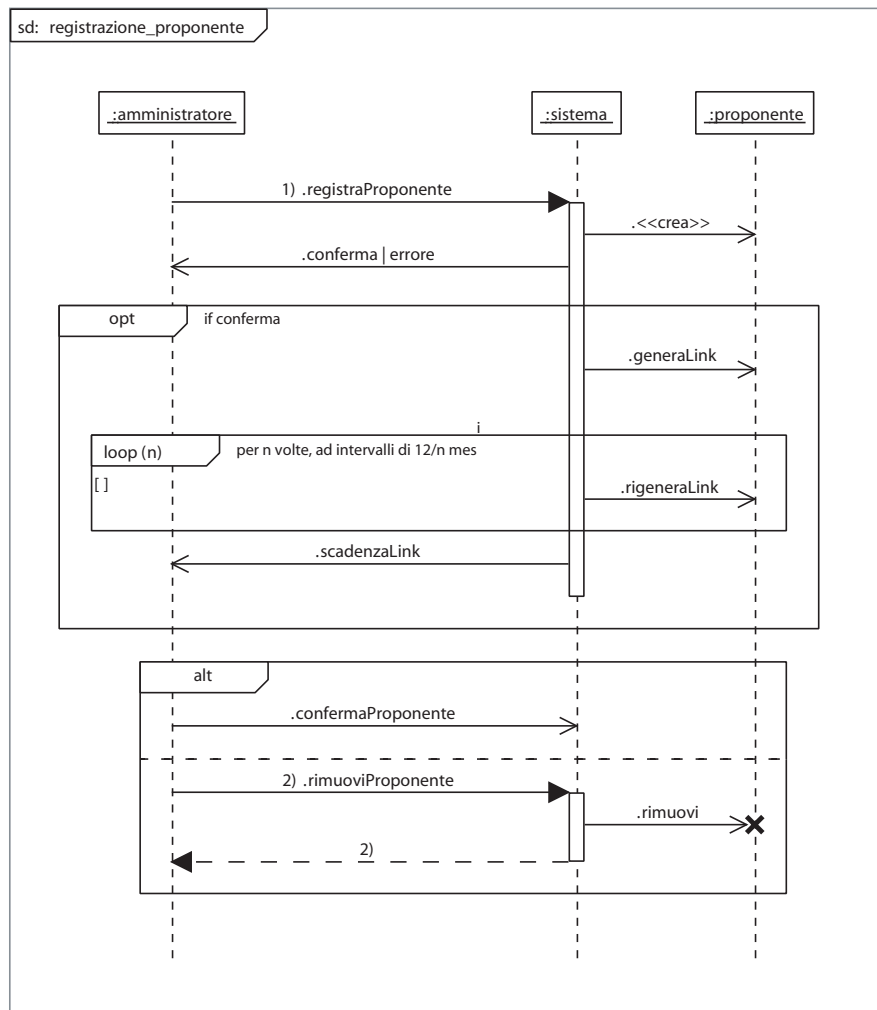 sd: registrazione_proponente
:amministratore
:sistema
:proponente
1) .registraProponente
.<<crea>>
.conferma | errore
opt
if conferma
.generaLink
i
loop (n)
per n volte, ad intervalli di 12/n mes
[ ]
.rigeneraLink
.scadenzaLink
alt
.confermaProponente
2) .rimuoviProponente
.rimuovi
2)